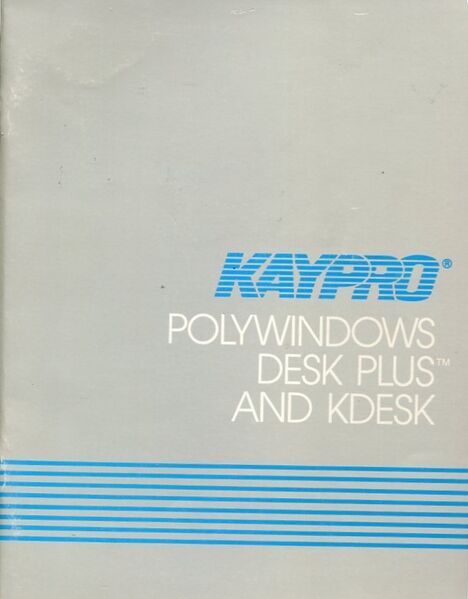 KAYPRO®
POLYWINDOWS
DESK PLUS™
AND KDESK